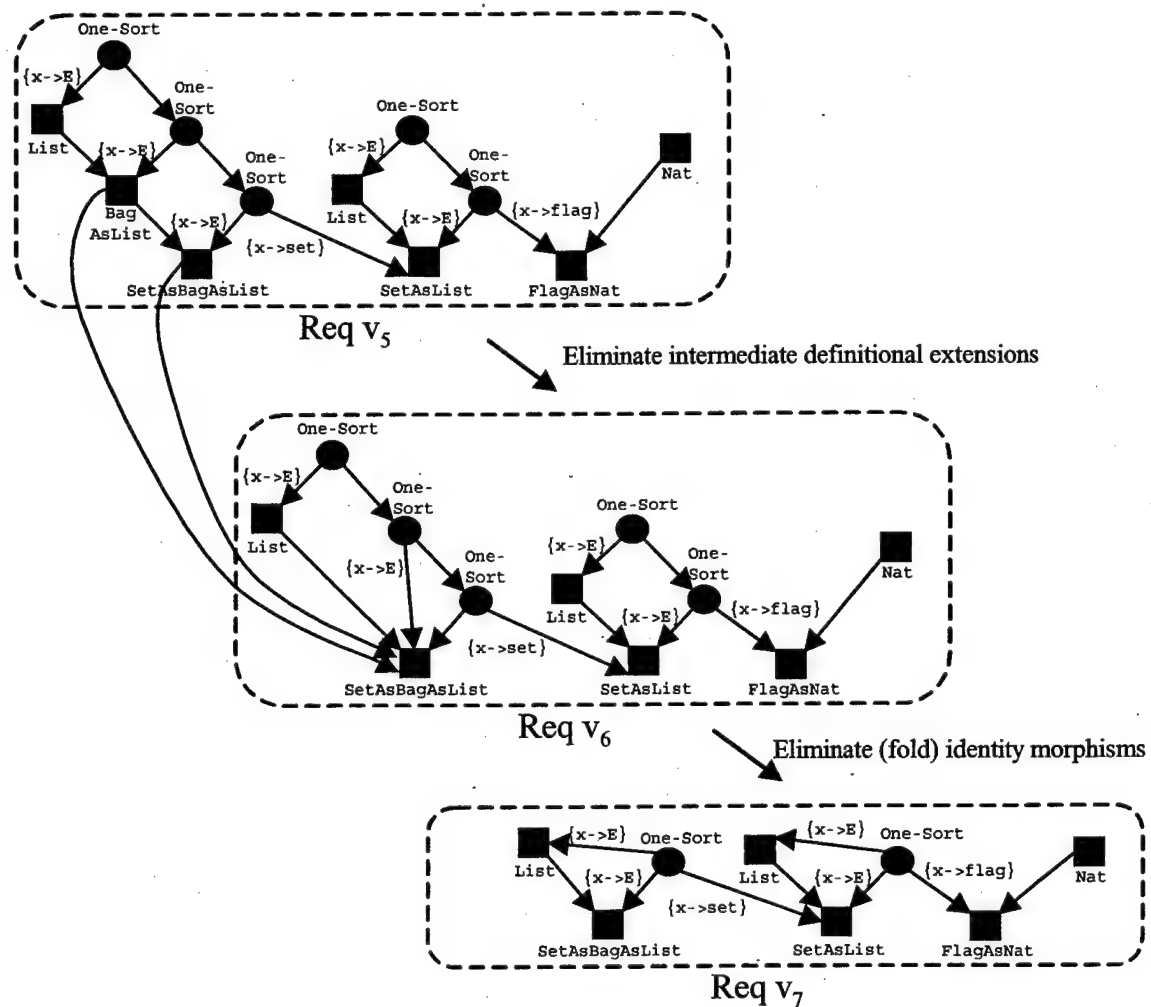 One-Sort
{x->E}
One-
Sort
List
{x->E}
One-
Sort
Bag
AsList
{x->E}
{x->set}
SetAsBagAsList
One-Sort
{x->E}
One-
Sort
List
{x->E}
{x->flag}
Nat
SetAsList
FlagAsNat
Req v5
Eliminate intermediate definitional extensions
One-Sort
{x->E}
One-
Sort
List
{x->E}
One-
Sort
{x->set}
SetAsBagAsList
One-Sort
{x->E}
One-
Sort
List
{x->E}
{x->flag}
Nat
SetAsList
FlagAsNat
Req v6
Eliminate (fold) identity morphisms
{x->E}
One-Sort
List
{x->E}
{x->set}
SetAsBagAsList
{x->E}
One-Sort
List
{x->E}
{x->flag}
Nat
SetAsList
FlagAsNat
Req v7